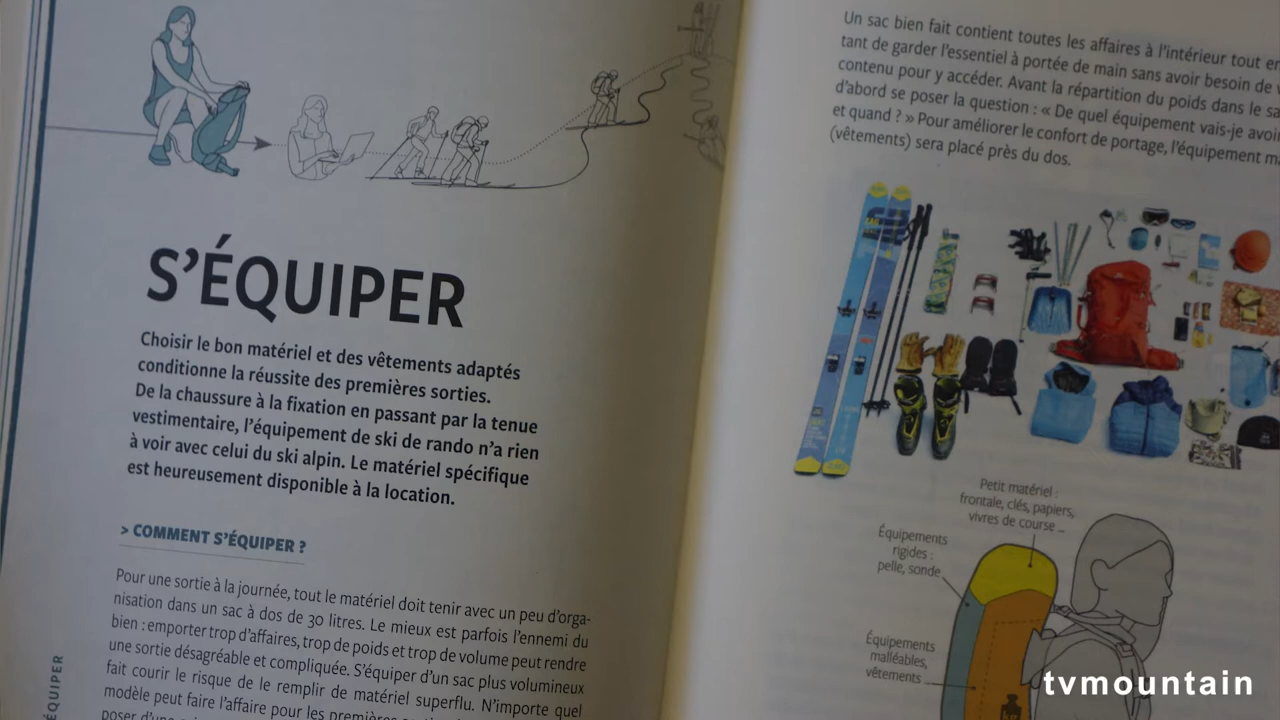 S'ÉQUIPER
Choisir le bon matériel et des vêtements adaptés
conditionne la réussite des premières sorties.
De la chaussure à la fixation en passant par la tenue
vestimentaire, l'équipement de ski de rando n'a rien
à voir avec celui du ski alpin. Le matériel spécifique
est heureusement disponible à la location.
> COMMENT S'ÉQUIPER ?
Pour une sortie à la journée, tout le matériel doit tenir avec un peu d'orga-
nisation dans un sac à dos de 30 litres. Le mieux est parfois l'ennemi du
bien : emporter trop d'affaires, trop de poids et trop de volume peut rendre
une sortie désagréable et compliquée. S'équiper d'un sac plus volumineux
fait courir le risque de le remplir de matériel superflu. N'importe quel
modèle peut faire l'affaire pour les premières
poser d'une
ÉQUIPER
Un sac bien fait contient toutes les affaires à l'intérieur tout en
tant de garder l'essentiel à portée de main sans avoir besoin de
contenu pour y accéder. Avant la répartition du poids dans le
d'abord se poser la question : « De quel équipement vais-je
et quand ? » Pour améliorer le confort de portage, l'équipement
(vêtements) sera placé près du dos.
Petit matériel :
frontale, clés, papiers,
vivres de course ...
Équipements
rigides :
pelle, sonde
Équipements
malléables,
vêtements
tvmountain